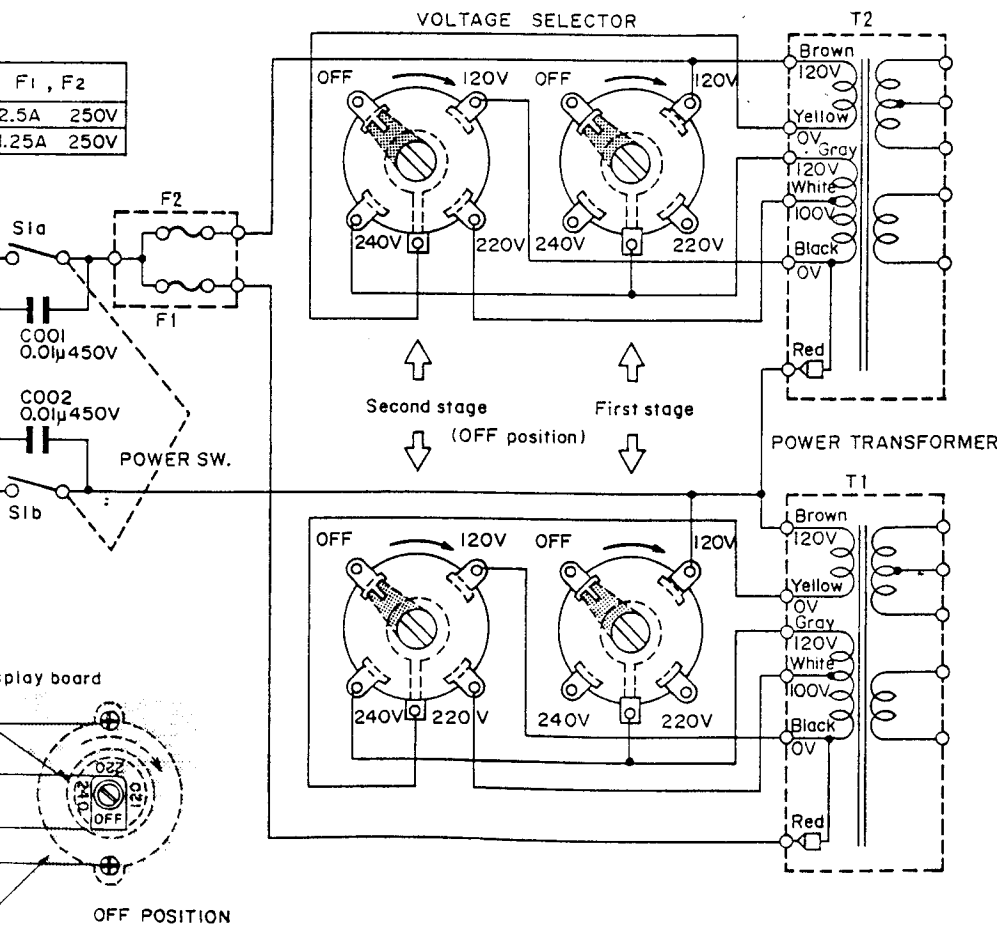 VOLTAGE SELECTOR
T2
F1 , F2
2.5A 250V
1.25A 250V
OFF
120V
OFF
120V
240V
220V
240V
220V
Brown
120V
Yellow
0V
Gray
120V
White
100V
Black
0V
Red
S1a
F2
F1
C001
0.01μ450V
C002
0.01μ450V
POWER SW.
S1b
Second stage
First stage
(OFF position)
POWER TRANSFORMER
T1
OFF
120V
OFF
120V
240V
220V
240V
220V
Brown
120V
Yellow
0V
Gray
120V
White
100V
Black
0V
Red
splay board
220
240
120
OFF
OFF POSITION